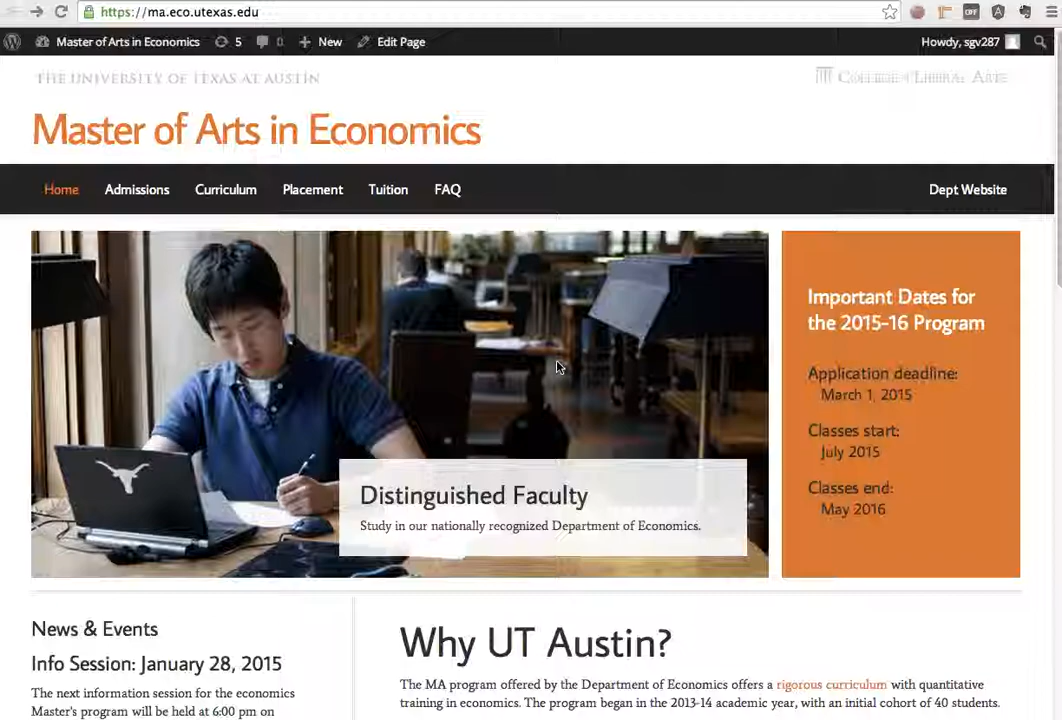 https://ma.eco.utexas.edu
Master of Arts in Economics 5 0 + New Edit Page Howdy, sgv287
THE UNIVERSITY OF TEXAS AT AUSTIN
COLLEGE of LIBERAL ARTS
Master of Arts in Economics
Home Admissions Curriculum Placement Tuition FAQ Dept Website
Distinguished Faculty
Study in our nationally recognized Department of Economics.
Important Dates for
the 2015-16 Program
Application deadline:
March 1, 2015
Classes start:
July 2015
Classes end:
May 2016
News & Events
Info Session: January 28, 2015
The next information session for the economics
Master's program will be held at 6:00 pm on
Why UT Austin?
The MA program offered by the Department of Economics offers a rigorous curriculum with quantitative
training in economics. The program began in the 2013-14 academic year, with an initial cohort of 40 students.